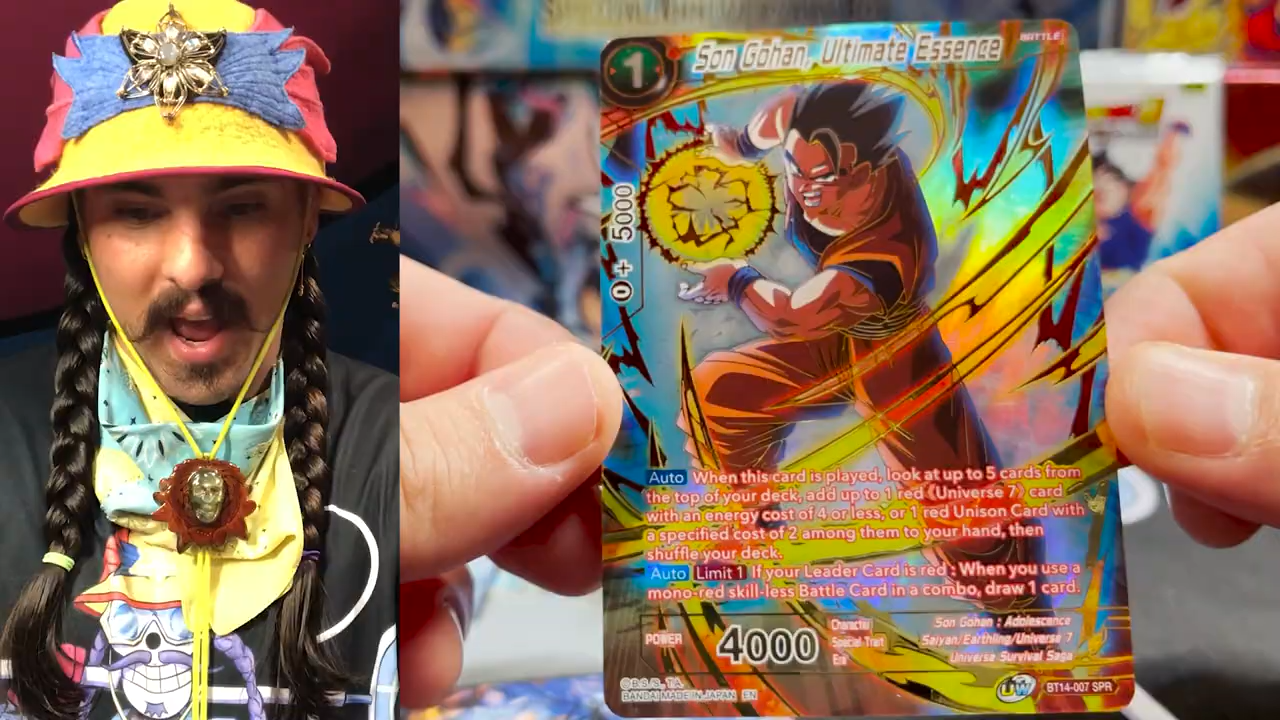 1
Son Gohan, Ultimate Essence
BATTLE
0 + 5000
Auto When this card is played, look at up to 5 cards from
the top of your deck, add up to 1 red 《Universe 7》 card
with an energy cost of 4 or less, or 1 red Unison Card with
a specified cost of 2 among them to your hand, then
shuffle your deck.
Auto Limit 1 If your Leader Card is red : When you use a
mono-red skill-less Battle Card in a combo, draw 1 card.
POWER
4000
Character Son Gohan : Adolescence
Special Trait Saiyan/Earthling/Universe 7
Era Universe Survival Saga
©B.S./S., T.A.
BANDAI MADE IN JAPAN EN
UW
BT14-007 SPR